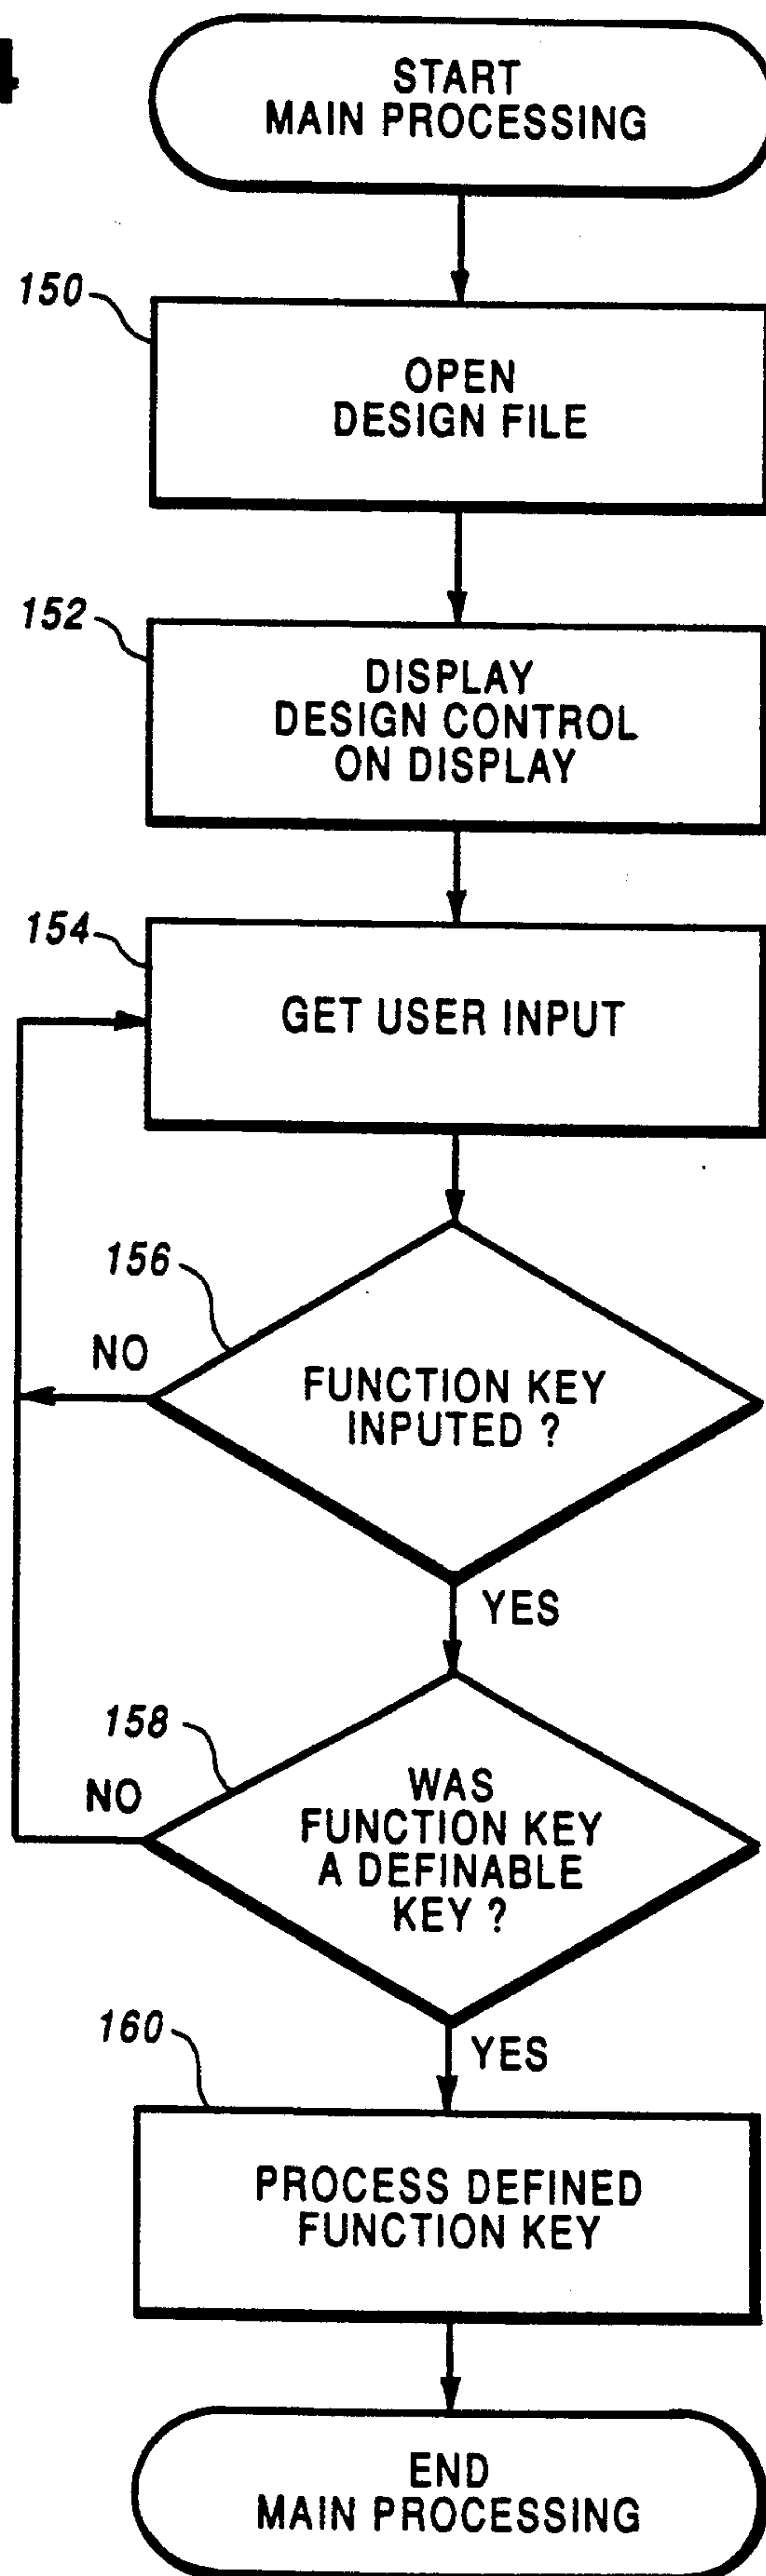 4
START
MAIN PROCESSING
150
OPEN
DESIGN FILE
152
DISPLAY
DESIGN CONTROL
ON DISPLAY
154
GET USER INPUT
156
NO
FUNCTION KEY
INPUTED ?
YES
158
NO
WAS
FUNCTION KEY
A DEFINABLE
KEY ?
160
YES
PROCESS DEFINED
FUNCTION KEY
END
MAIN PROCESSING